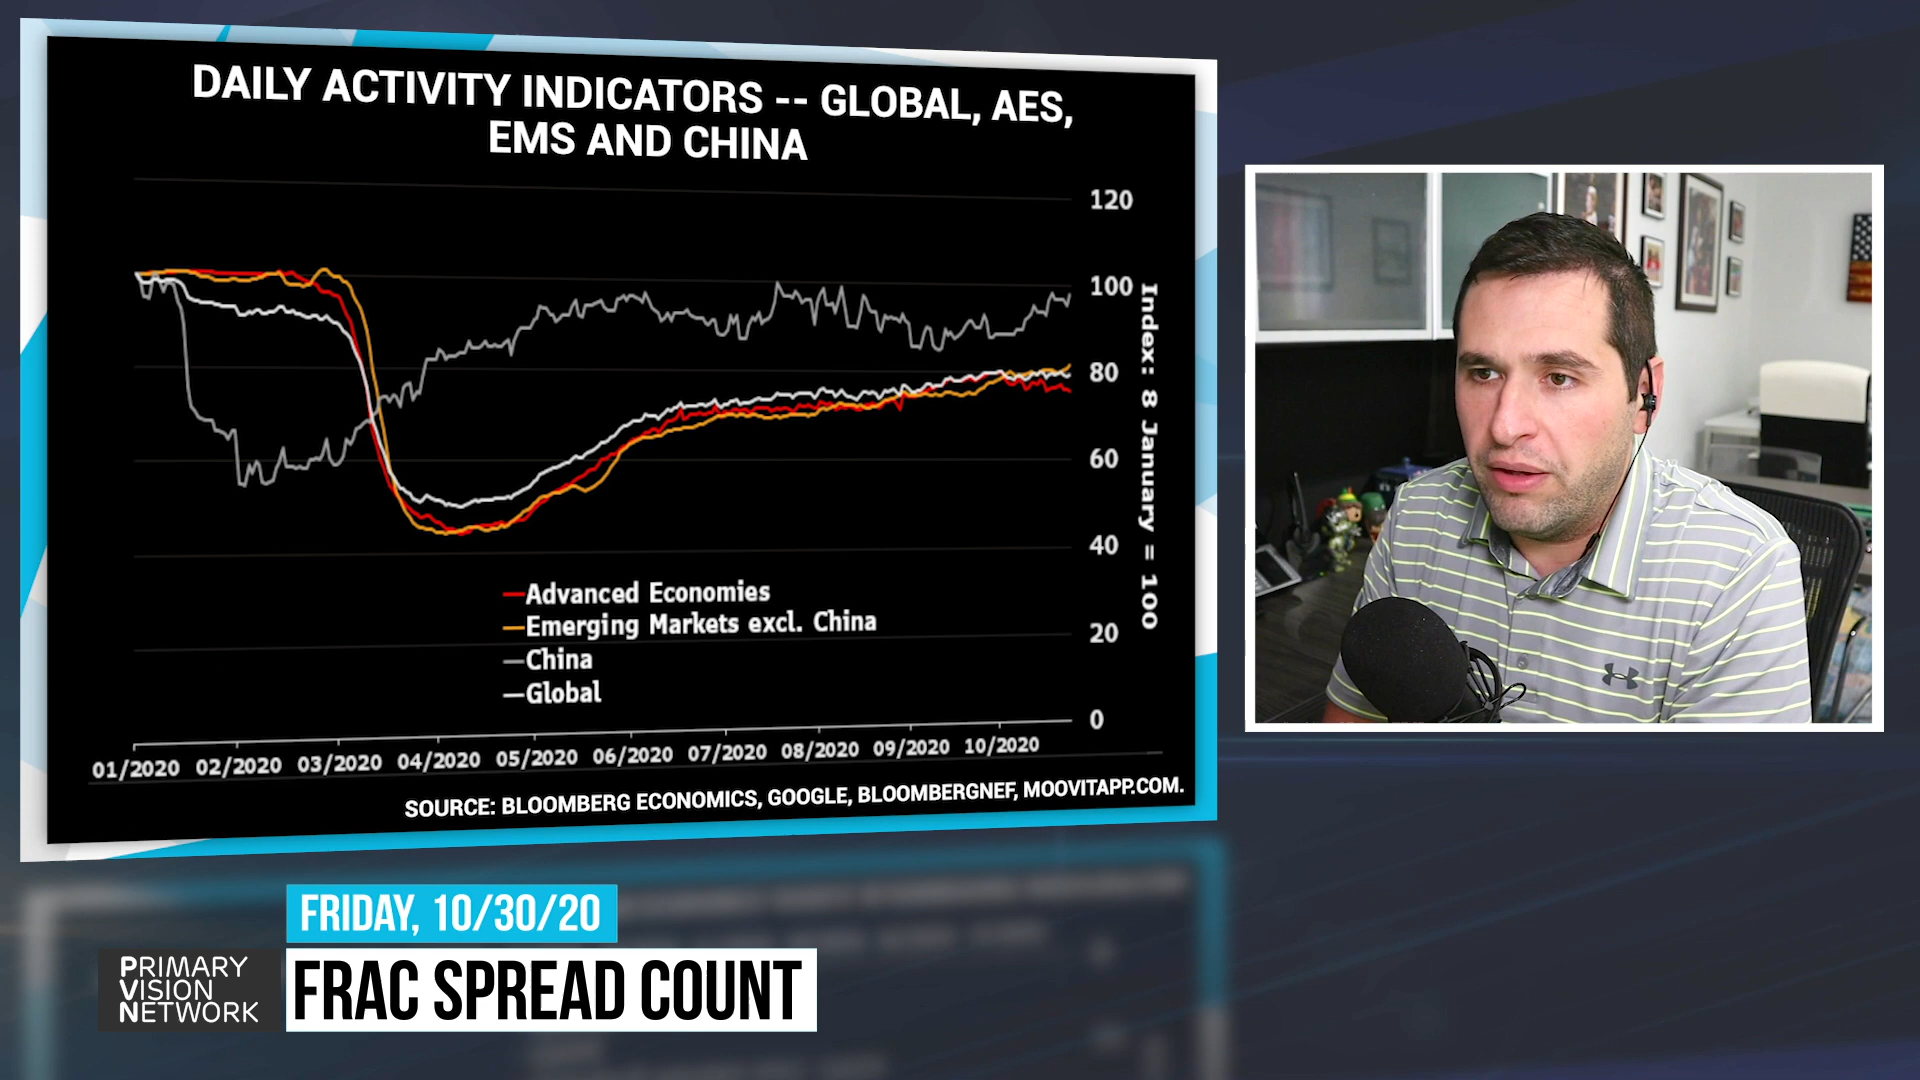 DAILY ACTIVITY INDICATORS -- GLOBAL, AES,
EMS AND CHINA
120
100
80
60
40
20
0
Index: 8 January = 100
Advanced Economies
Emerging Markets excl. China
China
Global
01/2020 02/2020 03/2020 04/2020 05/2020 06/2020 07/2020 08/2020 09/2020 10/2020
SOURCE: BLOOMBERG ECONOMICS, GOOGLE, BLOOMBERGNEF, MOOVITAPP.COM.
FRIDAY, 10/30/20
PRIMARY
VISION
NETWORK
FRAC SPREAD COUNT